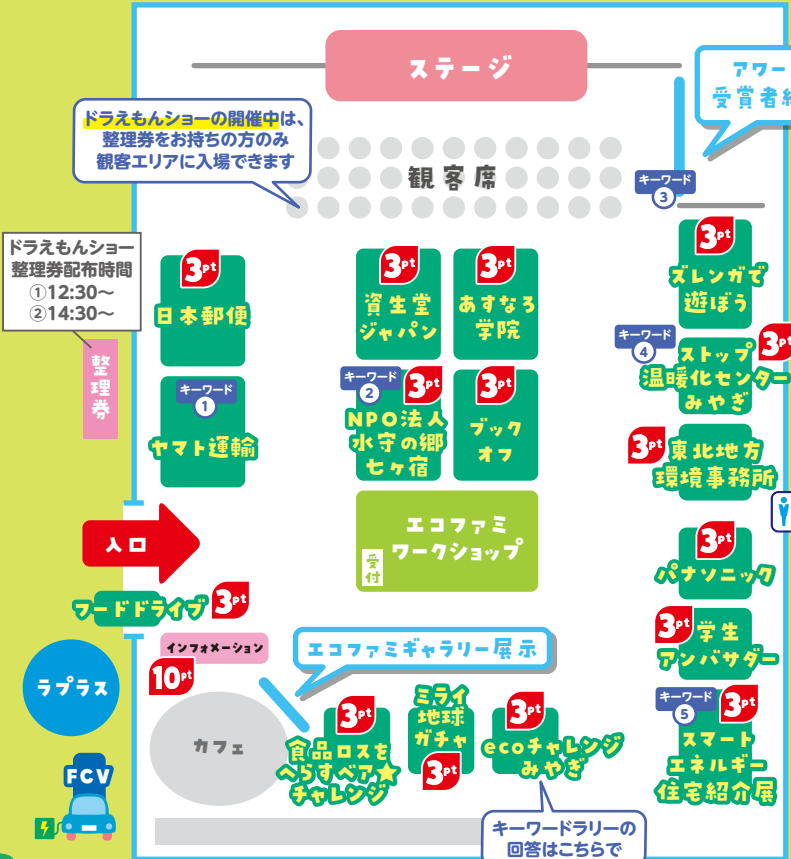 ステージ
アワー
受賞者紹
ドラえもんショーの開催中は、
整理券をお持ちの方のみ
観客エリアに入場できます
観客席
キーワード
3
ドラえもんショー
整理券配布時間
①12:30～
②14:30～
整理券
3pt
日本郵便
3pt
資生堂
ジャパン
3pt
あすなろ
学院
3pt
ズレンガで
遊ぼう
キーワード
1
ヤマト運輸
キーワード
2
3pt
NPO法人
水守の郷
七ヶ宿
3pt
ブック
オフ
キーワード
4
3pt
ストップ
温暖化センター
みやぎ
3pt
東北地方
環境事務所
入口
エコファミ
ワークショップ
受付
3pt
パナソニック
フードドライブ
3pt
3pt
学生
アンバサダー
インフォメーション
10pt
エコファミギャラリー展示
ラプラス
カフェ
3pt
食品ロスを
へらすベア★
チャレンジ
ミライ
地球
ガチャ
3pt
3pt
ecoチャレンジ
みやぎ
キーワード
5
3pt
スマート
エネルギー
住宅紹介展
FCV
キーワードラリーの
回答はこちらで